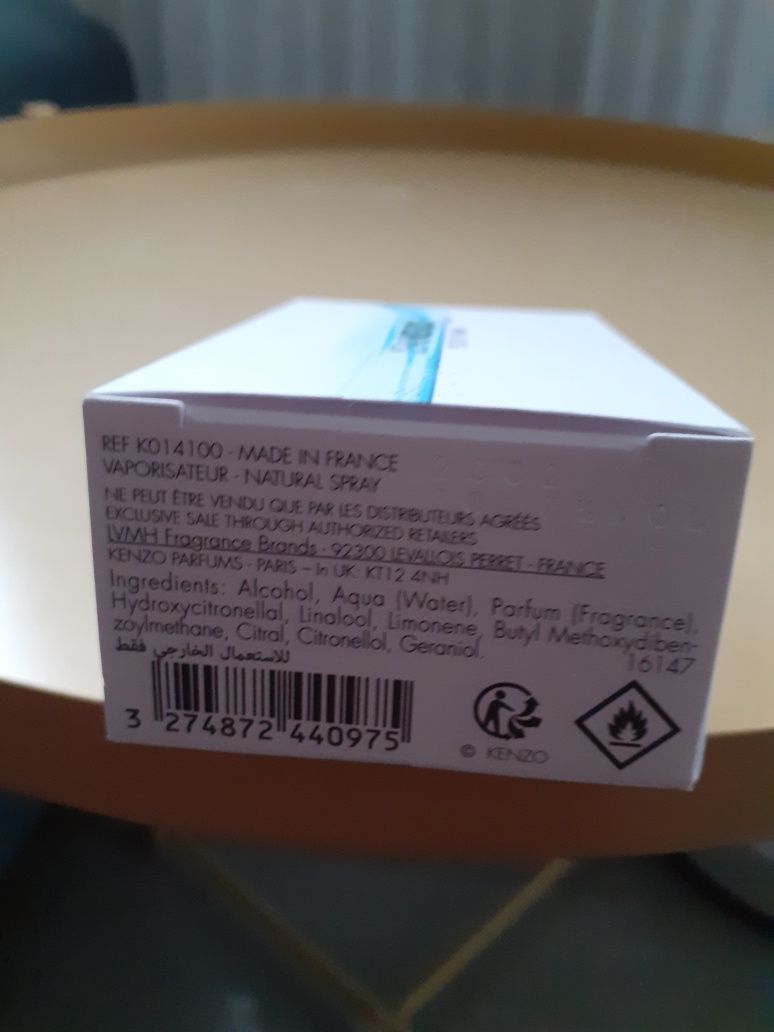 REF K014100 - MADE IN FRANCE
VAPORISATEUR - NATURAL SPRAY
NE PEUT ÊTRE VENDU QUE PAR LES DISTRIBUTEURS AGRÉÉS
EXCLUSIVE SALE THROUGH AUTHORIZED RETAILERS
LVMH Fragrance Brands - 92300 LEVALLOIS PERRET - FRANCE
KENZO PARFUMS - PARIS – In UK: KT12 4NH
Ingredients: Alcohol, Aqua (Water), Parfum (Fragrance),
Hydroxycitronellal, Linalool, Limonene, Butyl Methoxydiben-
zoylmethane, Citral, Citronellol, Geraniol.
16147
للاستعمال الخارجي فقط
3 274872 440975
© KENZO